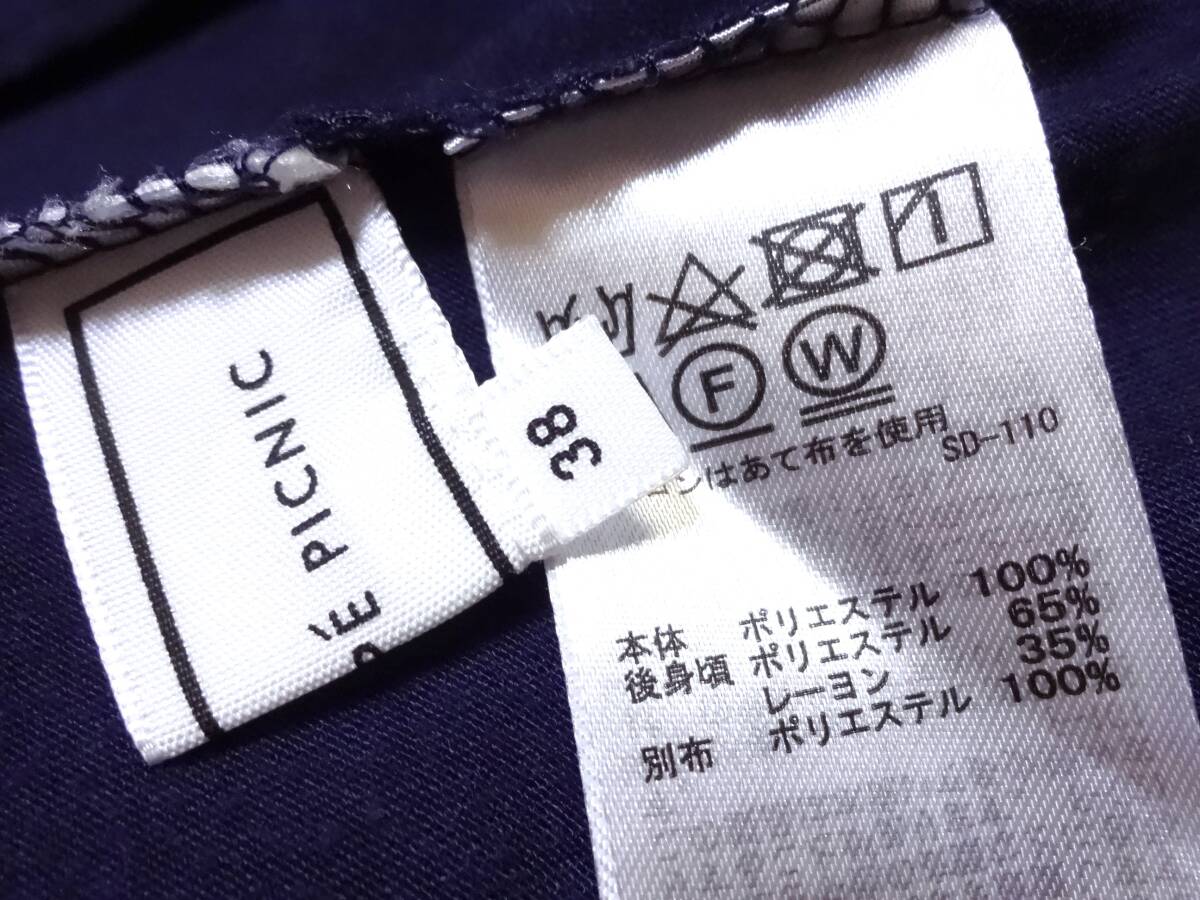 PICNIC
38
F
W
ンはあて布を使用
SD-110
本体 ポリエステル 100%
後身頃 ポリエステル 65%
レーヨン 35%
別布 ポリエステル 100%